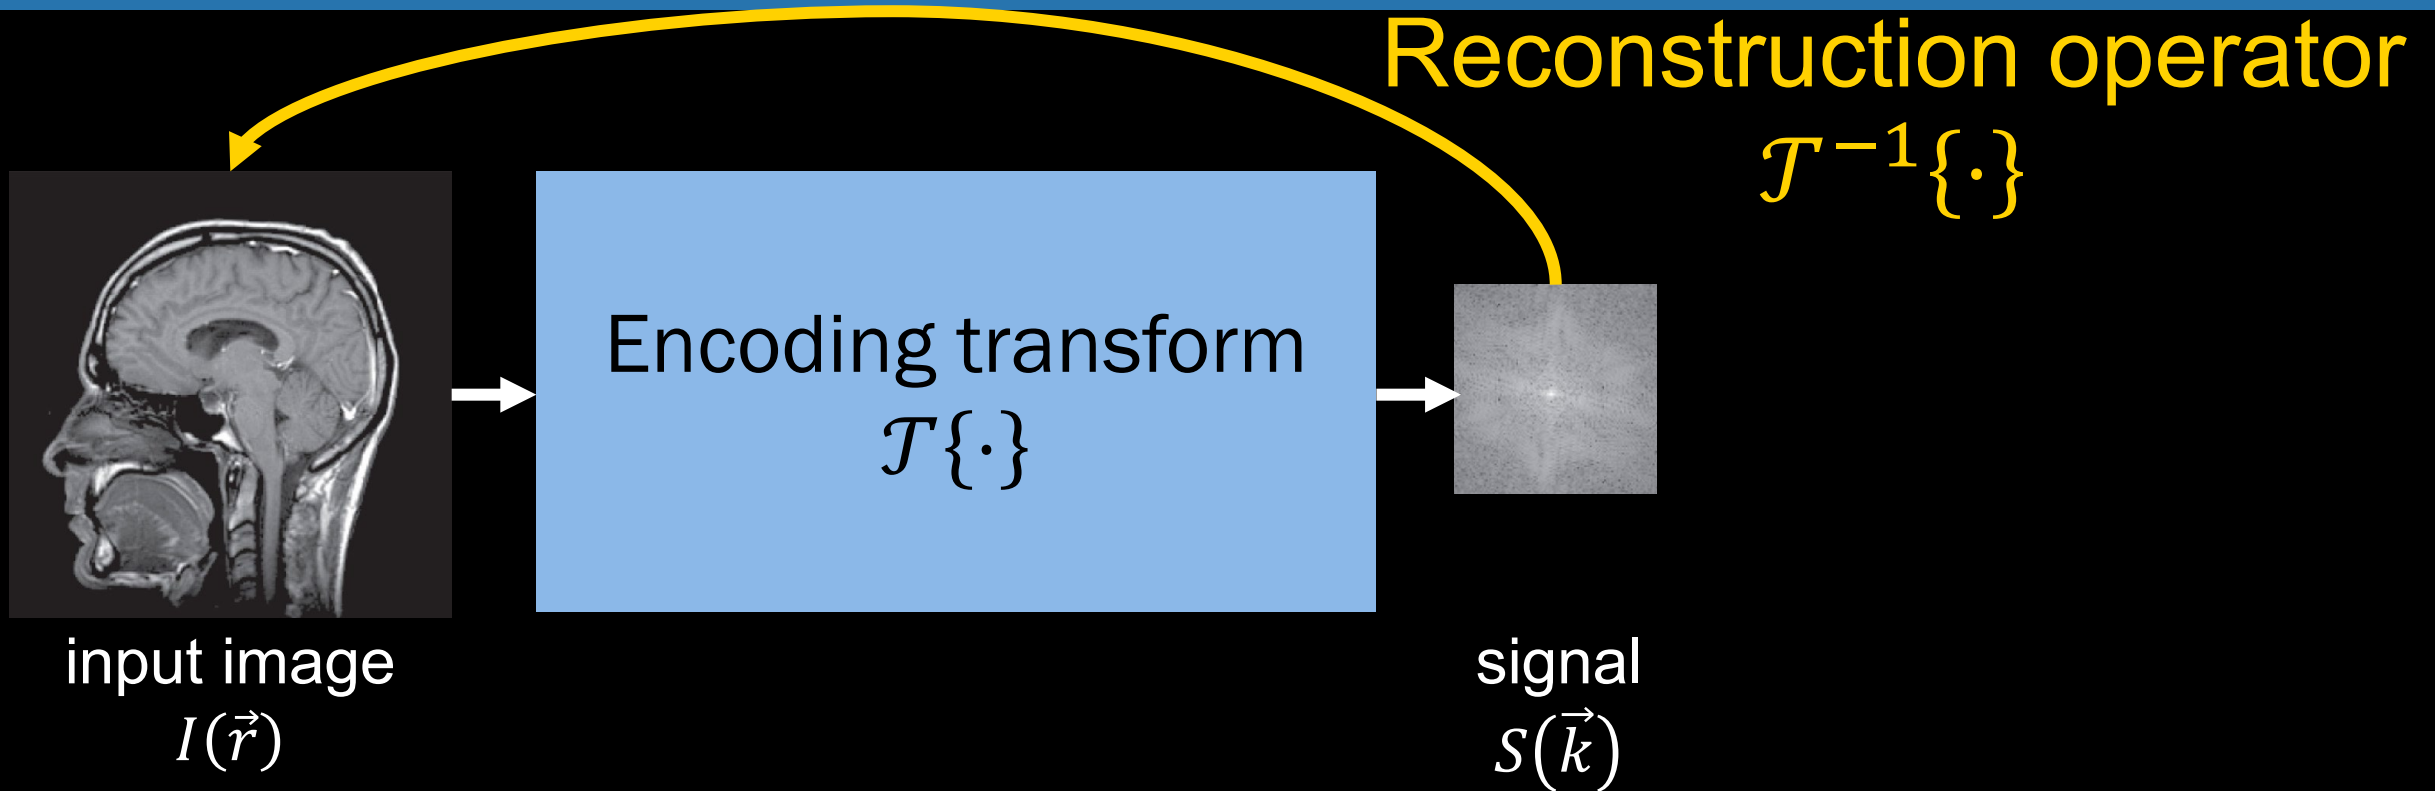 Reconstruction operator
𝒯⁻¹{·}
Encoding transform
𝒯{·}
input image
I(r⃗)
signal
S(k⃗)